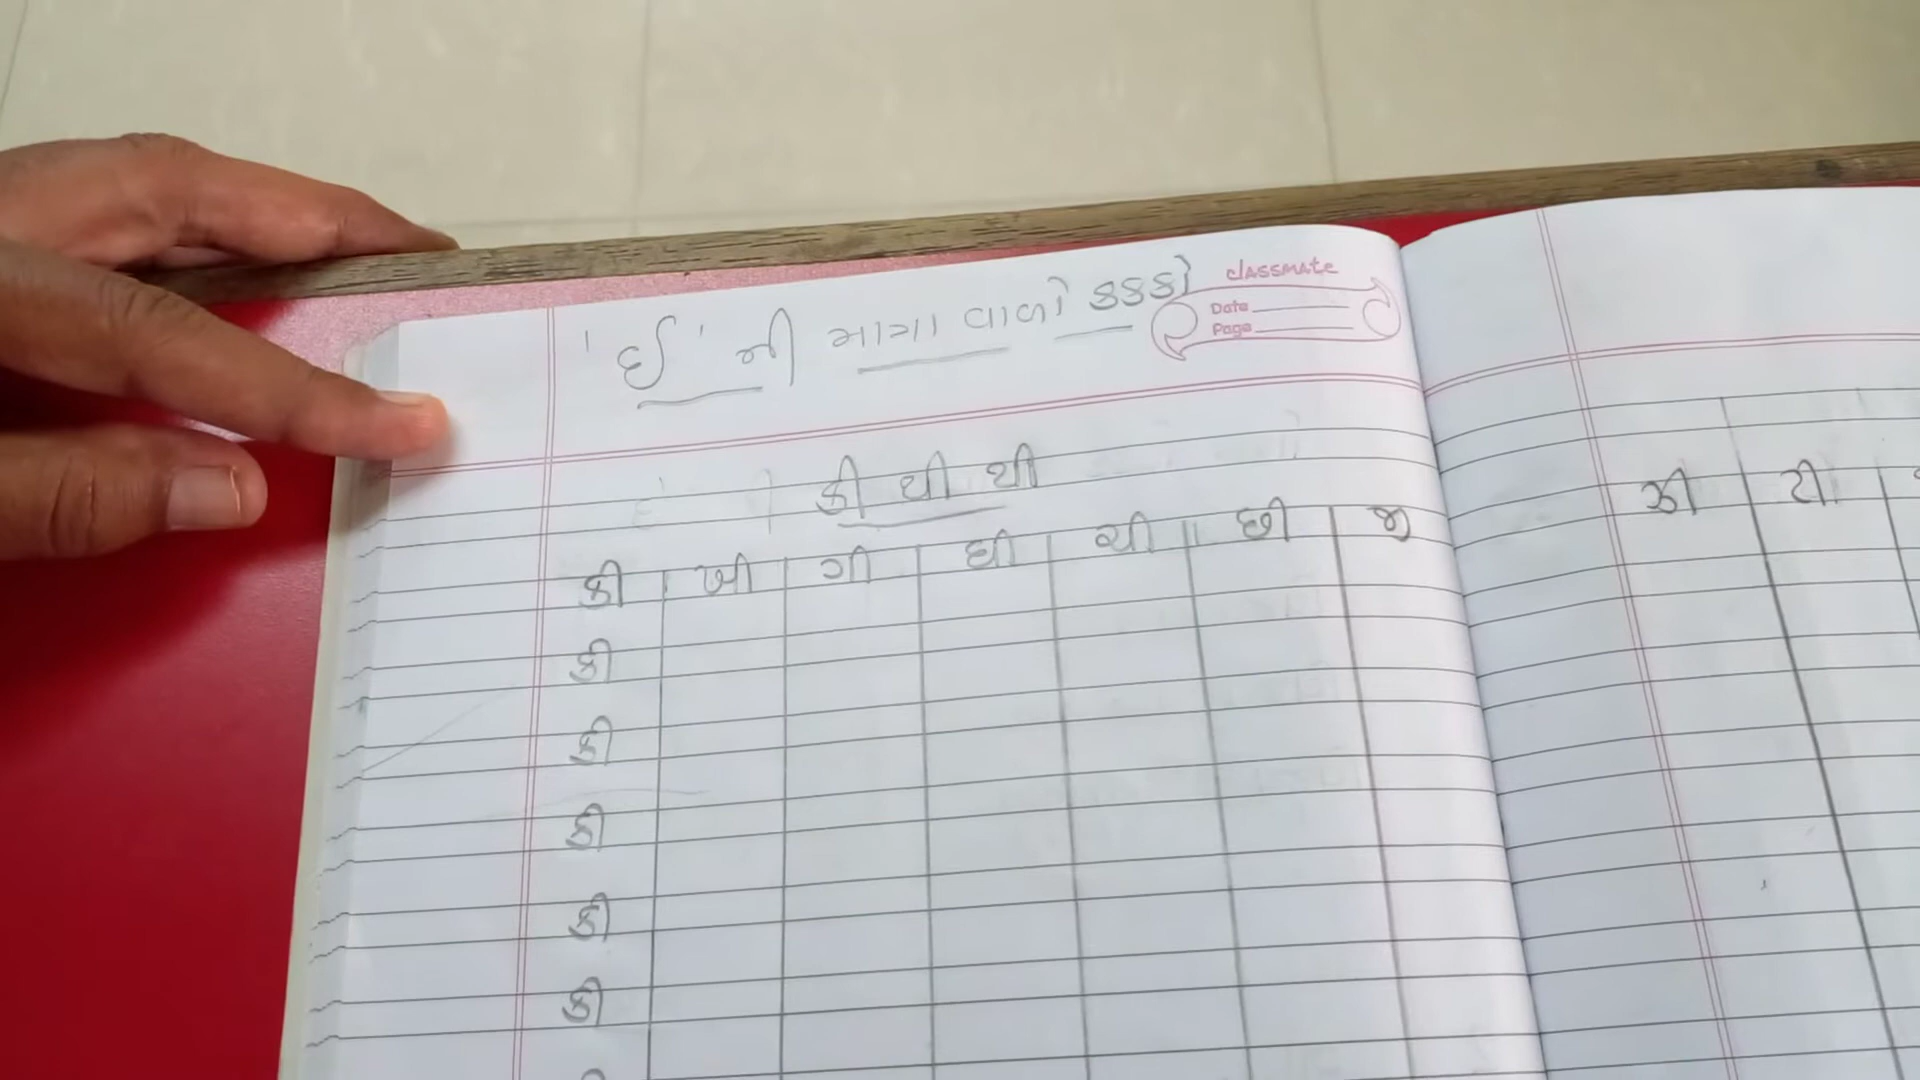 'ઈ' ની માત્રા વાળો કક્કો
classmate
Date
Page
કી થી થી
કી ખી ગી ઘી ચી છી જી
કી
કી
કી
કી
કી
ઝી ટી